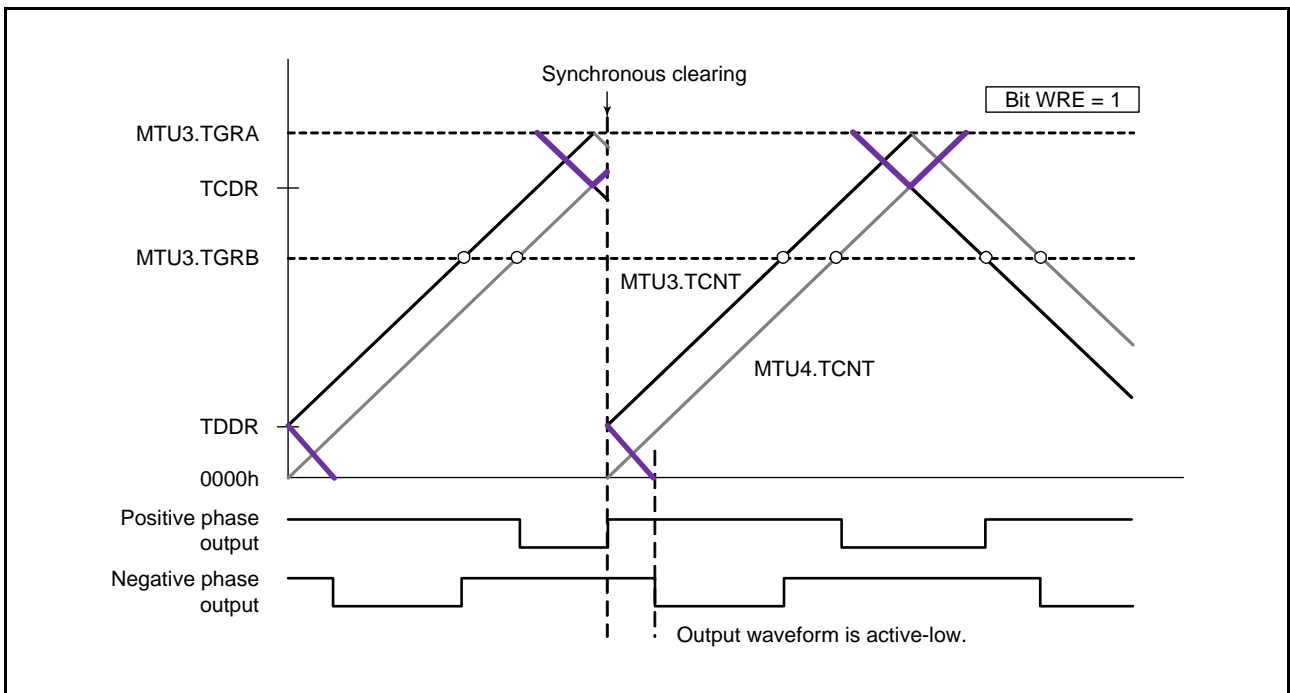 Synchronous clearing
Bit WRE = 1
MTU3.TGRA
TCDR
MTU3.TGRB
MTU3.TCNT
MTU4.TCNT
TDDR
0000h
Positive phase
output
Negative phase
output
Output waveform is active-low.